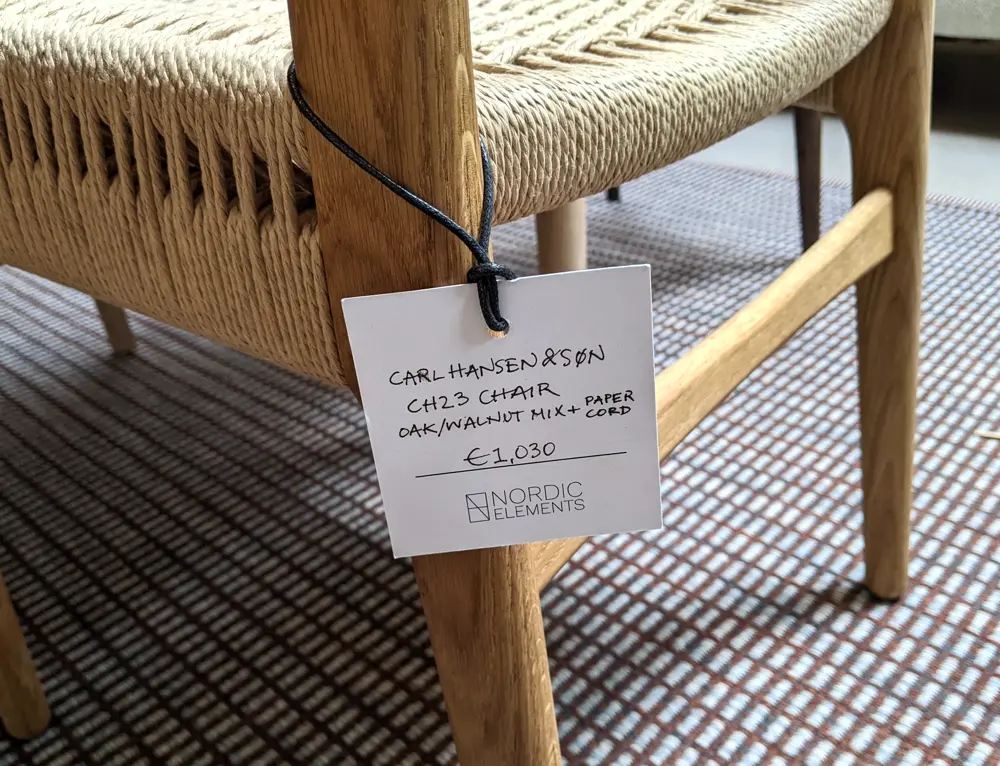 CARL HANSEN & SØN
CH23 CHAIR
OAK/WALNUT MIX + PAPER CORD
€1,030
NORDIC
ELEMENTS